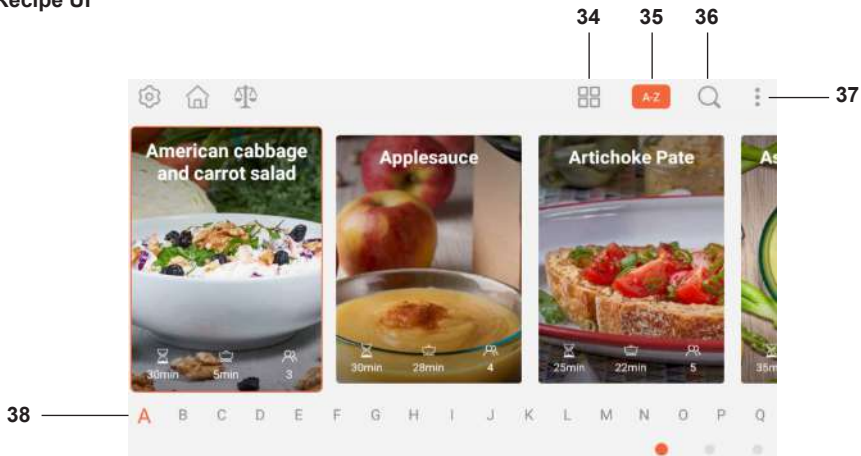 Recipe UI
34 35 36
37
A-Z
American cabbage
and carrot salad
Applesauce
Artichoke Pate
As
30min 5min 3
30min 28min 4
25min 22min 5
35m
38
A B C D E F G H I J K L M N O P Q